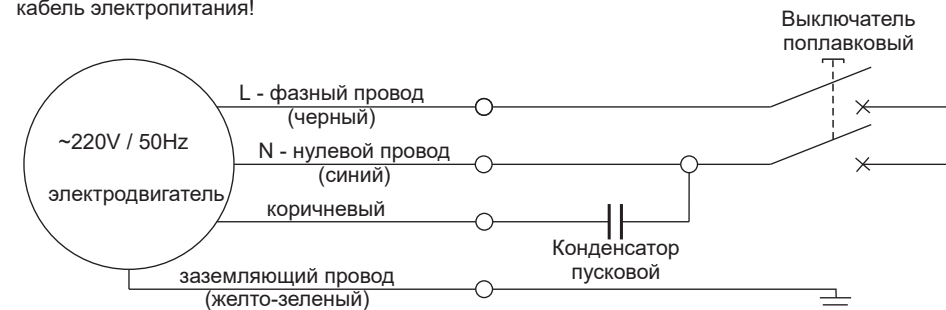 кабель электропитания!
Выключатель
поплавковый
L - фазный провод
(черный)
~220V / 50Hz
N - нулевой провод
(синий)
электродвигатель
коричневый
Конденсатор
пусковой
заземляющий провод
(желто-зеленый)